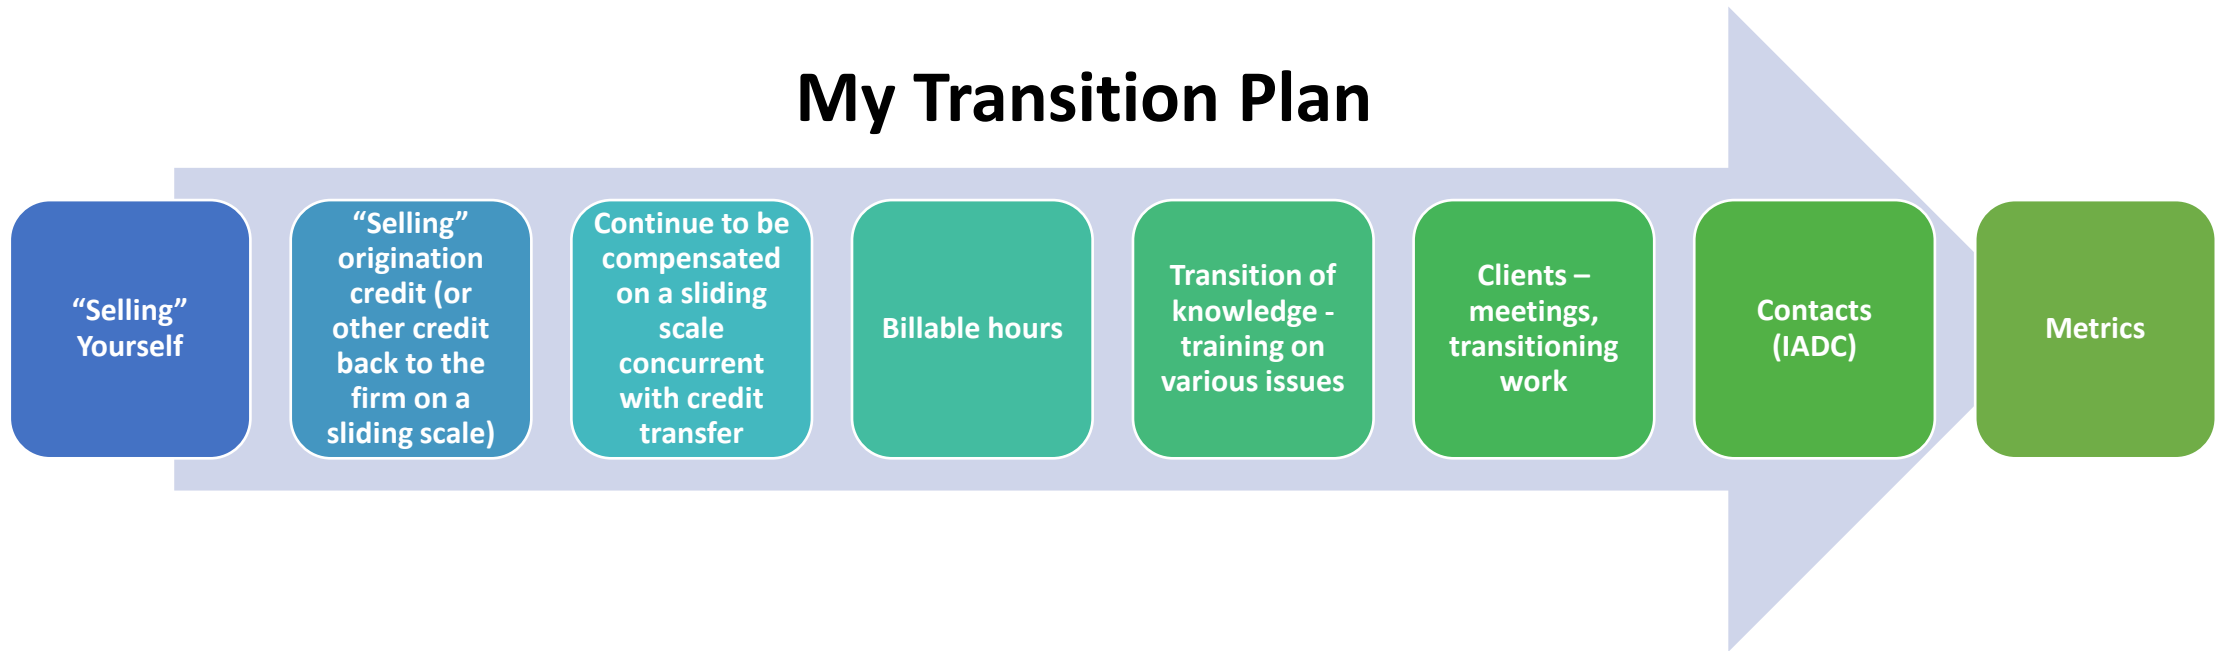 My Transition Plan
“Selling”
Yourself
“Selling”
origination
credit (or
other credit
back to the
firm on a
sliding scale)
Continue to be
compensated
on a sliding
scale
concurrent
with credit
transfer
Billable hours
Transition of
knowledge -
training on
various issues
Clients –
meetings,
transitioning
work
Contacts
(IADC)
Metrics